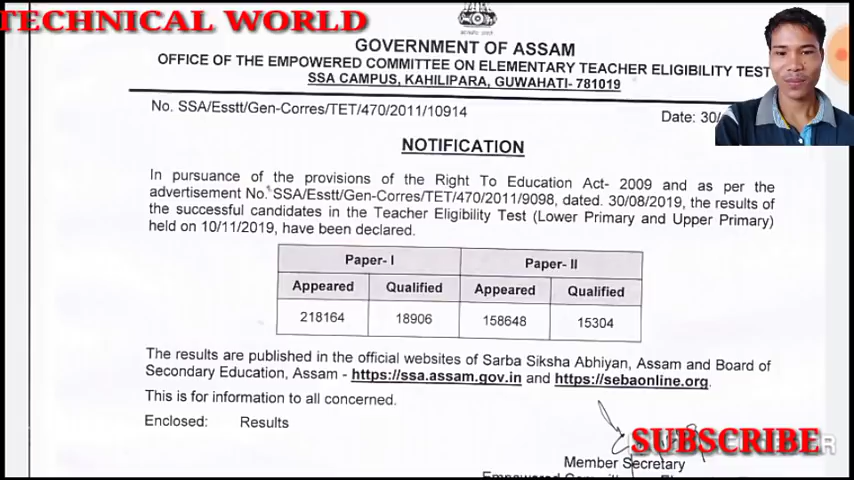 TECHNICAL WORLD
GOVERNMENT OF ASSAM
OFFICE OF THE EMPOWERED COMMITTEE ON ELEMENTARY TEACHER ELIGIBILITY TEST
SSA CAMPUS, KAHILIPARA, GUWAHATI- 781019
No. SSA/Esstt/Gen-Corres/TET/470/2011/10914
Date: 30/
NOTIFICATION
In pursuance of the provisions of the Right To Education Act- 2009 and as per the
advertisement No. SSA/Esstt/Gen-Corres/TET/470/2011/9098, dated. 30/08/2019, the results of
the successful candidates in the Teacher Eligibility Test (Lower Primary and Upper Primary)
held on 10/11/2019, have been declared.
Paper- I Paper- II
Appeared Qualified Appeared Qualified
218164 18906 158648 15304
The results are published in the official websites of Sarba Siksha Abhiyan, Assam and Board of
Secondary Education, Assam - https://ssa.assam.gov.in and https://sebaonline.org.
This is for information to all concerned.
Enclosed: Results
SUBSCRIBE
Member Secretary